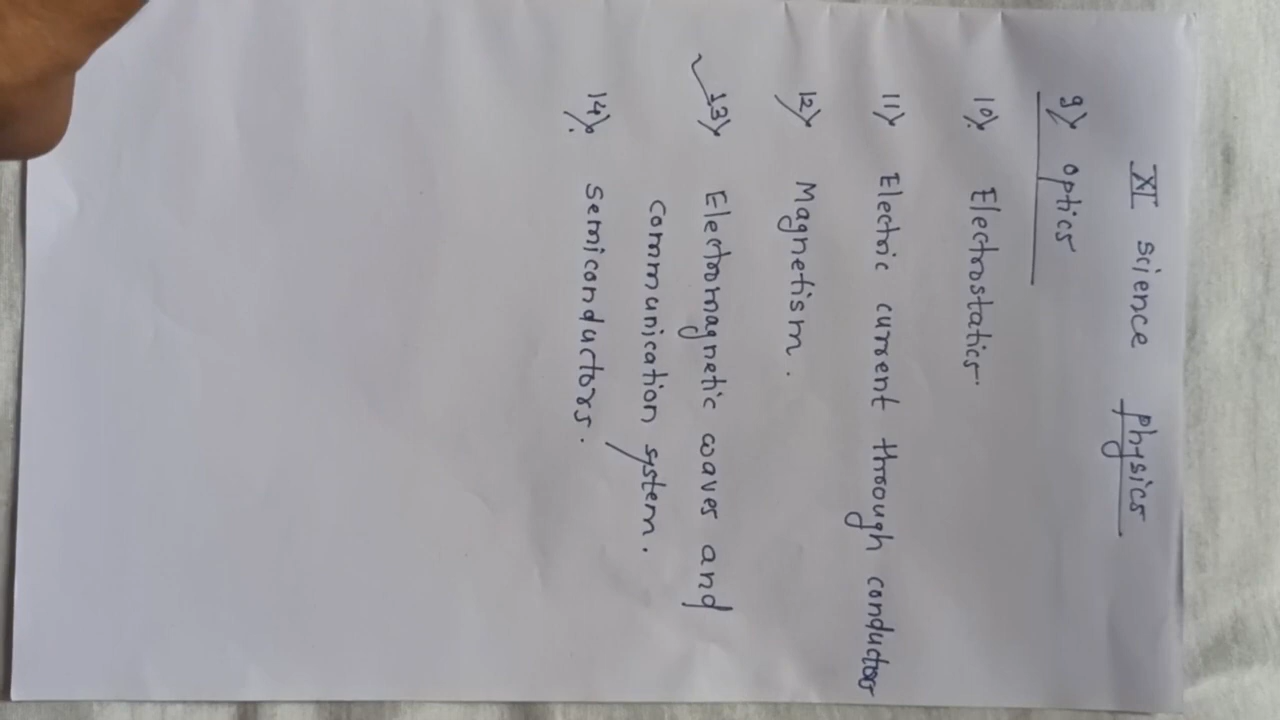 XI science physics
9) optics
10). Electrostatics.
11) Electric current through conductors
12) Magnetism.
13) Electromagnetic waves and
communication system.
14). semiconductors.